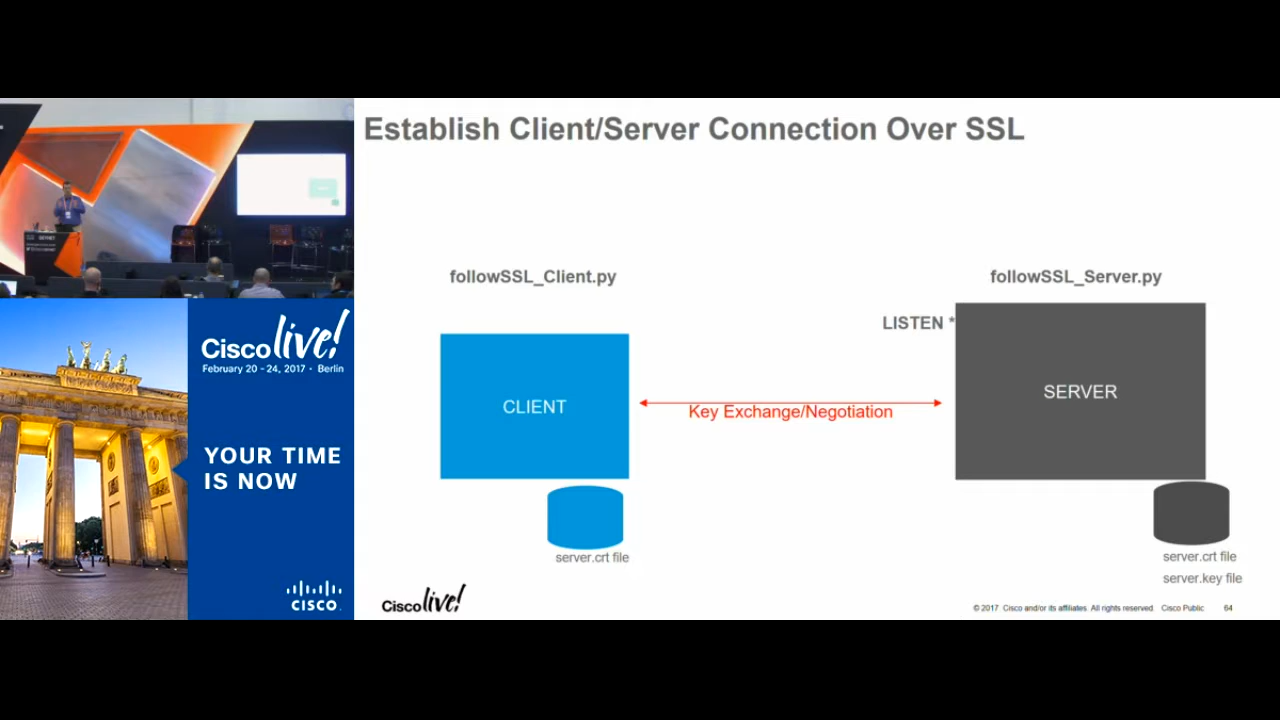 Establish Client/Server Connection Over SSL
followSSL_Client.py
followSSL_Server.py
LISTEN *
CLIENT
SERVER
Key Exchange/Negotiation
server.crt file
server.crt file
server.key file
Cisco live!
© 2017 Cisco and/or its affiliates. All rights reserved. Cisco Public 64
Cisco live!
February 20 - 24, 2017 • Berlin
YOUR TIME
IS NOW
CISCO.
DEVNET